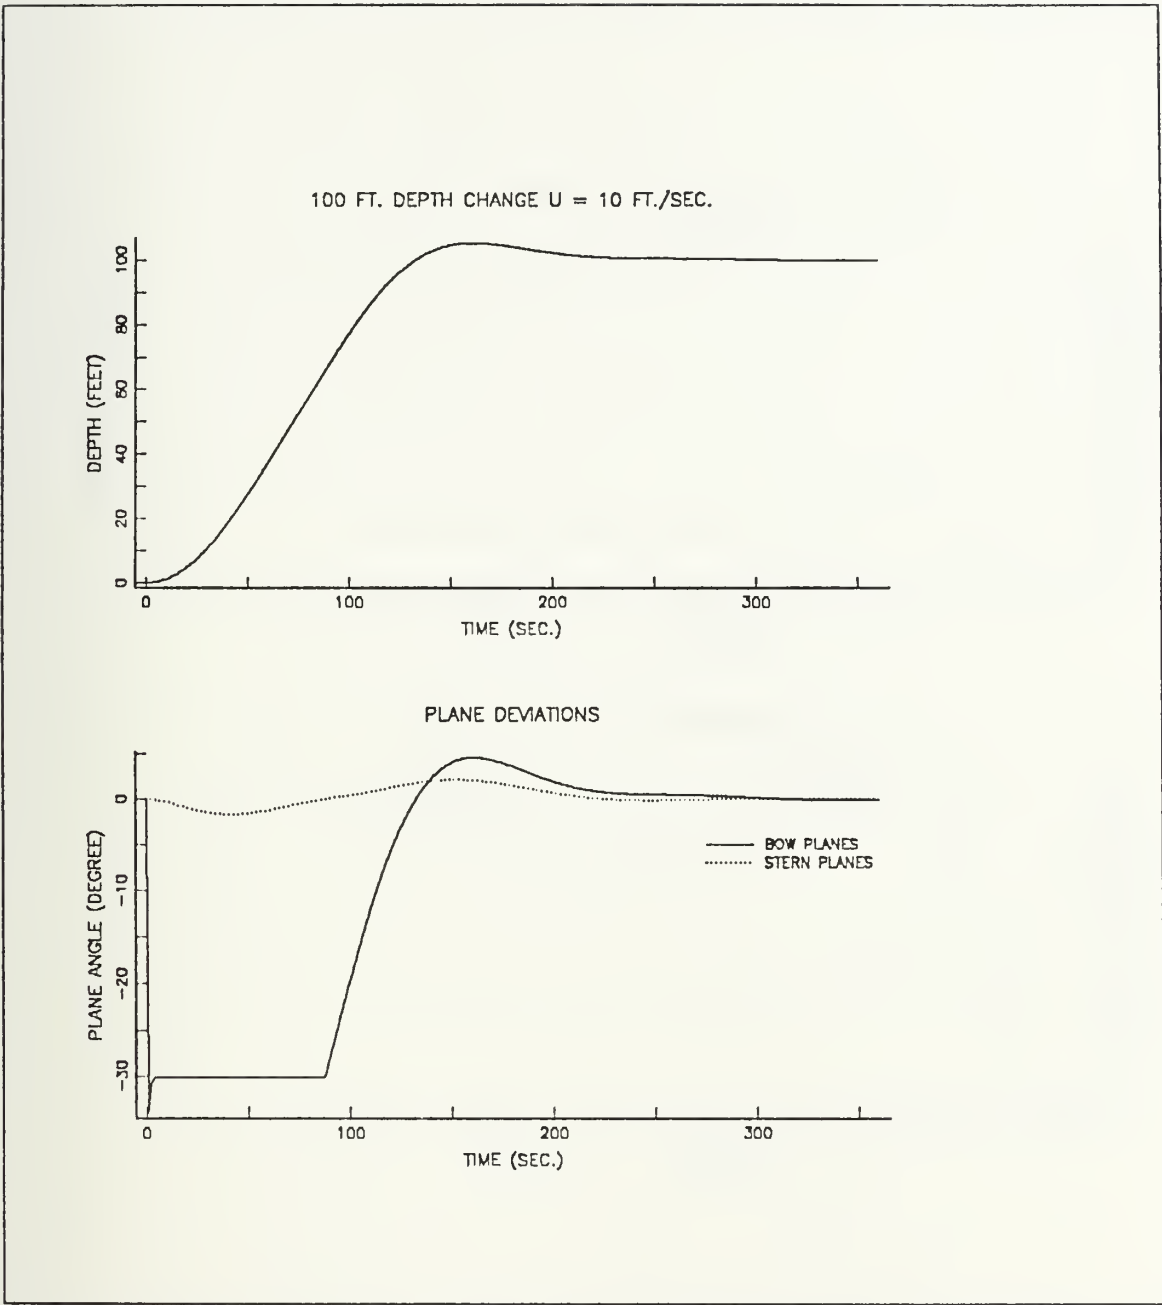 100 FT. DEPTH CHANGE U = 10 FT./SEC.
DEPTH (FEET)
100
80
60
40
20
0
0 100 200 300
TIME (SEC.)
PLANE DEVIATIONS
PLANE ANGLE (DEGREE)
0
-10
-20
-30
BOW PLANES
STERN PLANES
0 100 200 300
TIME (SEC.)